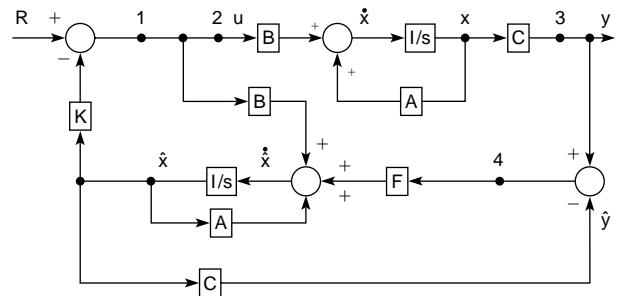 R + 1 2 u B + ẋ I/s x C 3 y
− + A
K B
+ +
x̂ x̂̇ + 4 −
I/s + F ŷ
A
C